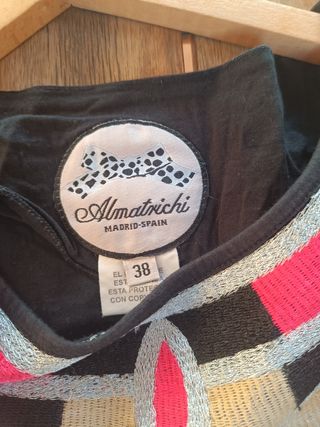 Almatrichi
MADRID-SPAIN
38
EL
EST
ESTA PROTE
CON COP